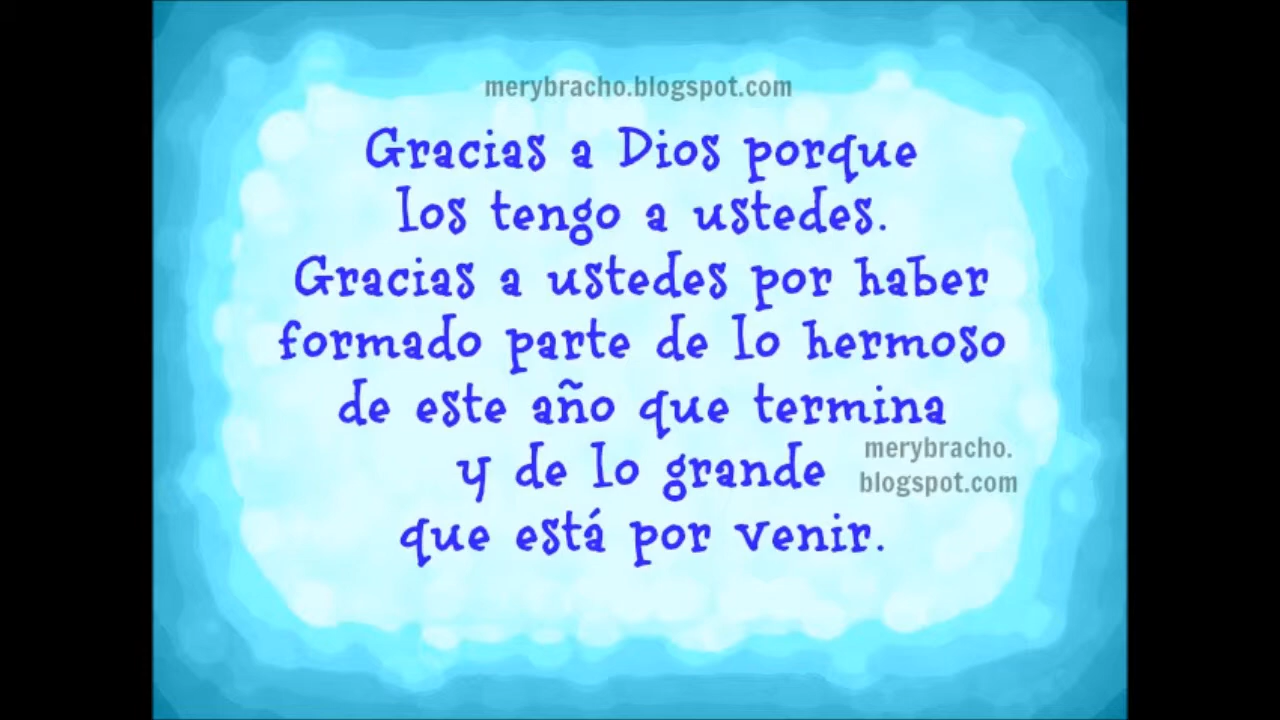 merybracho.blogspot.com
Gracias a Dios porque
los tengo a ustedes.
Gracias a ustedes por haber
formado parte de lo hermoso
de este año que termina
y de lo grande
que está por venir.
merybracho.
blogspot.com